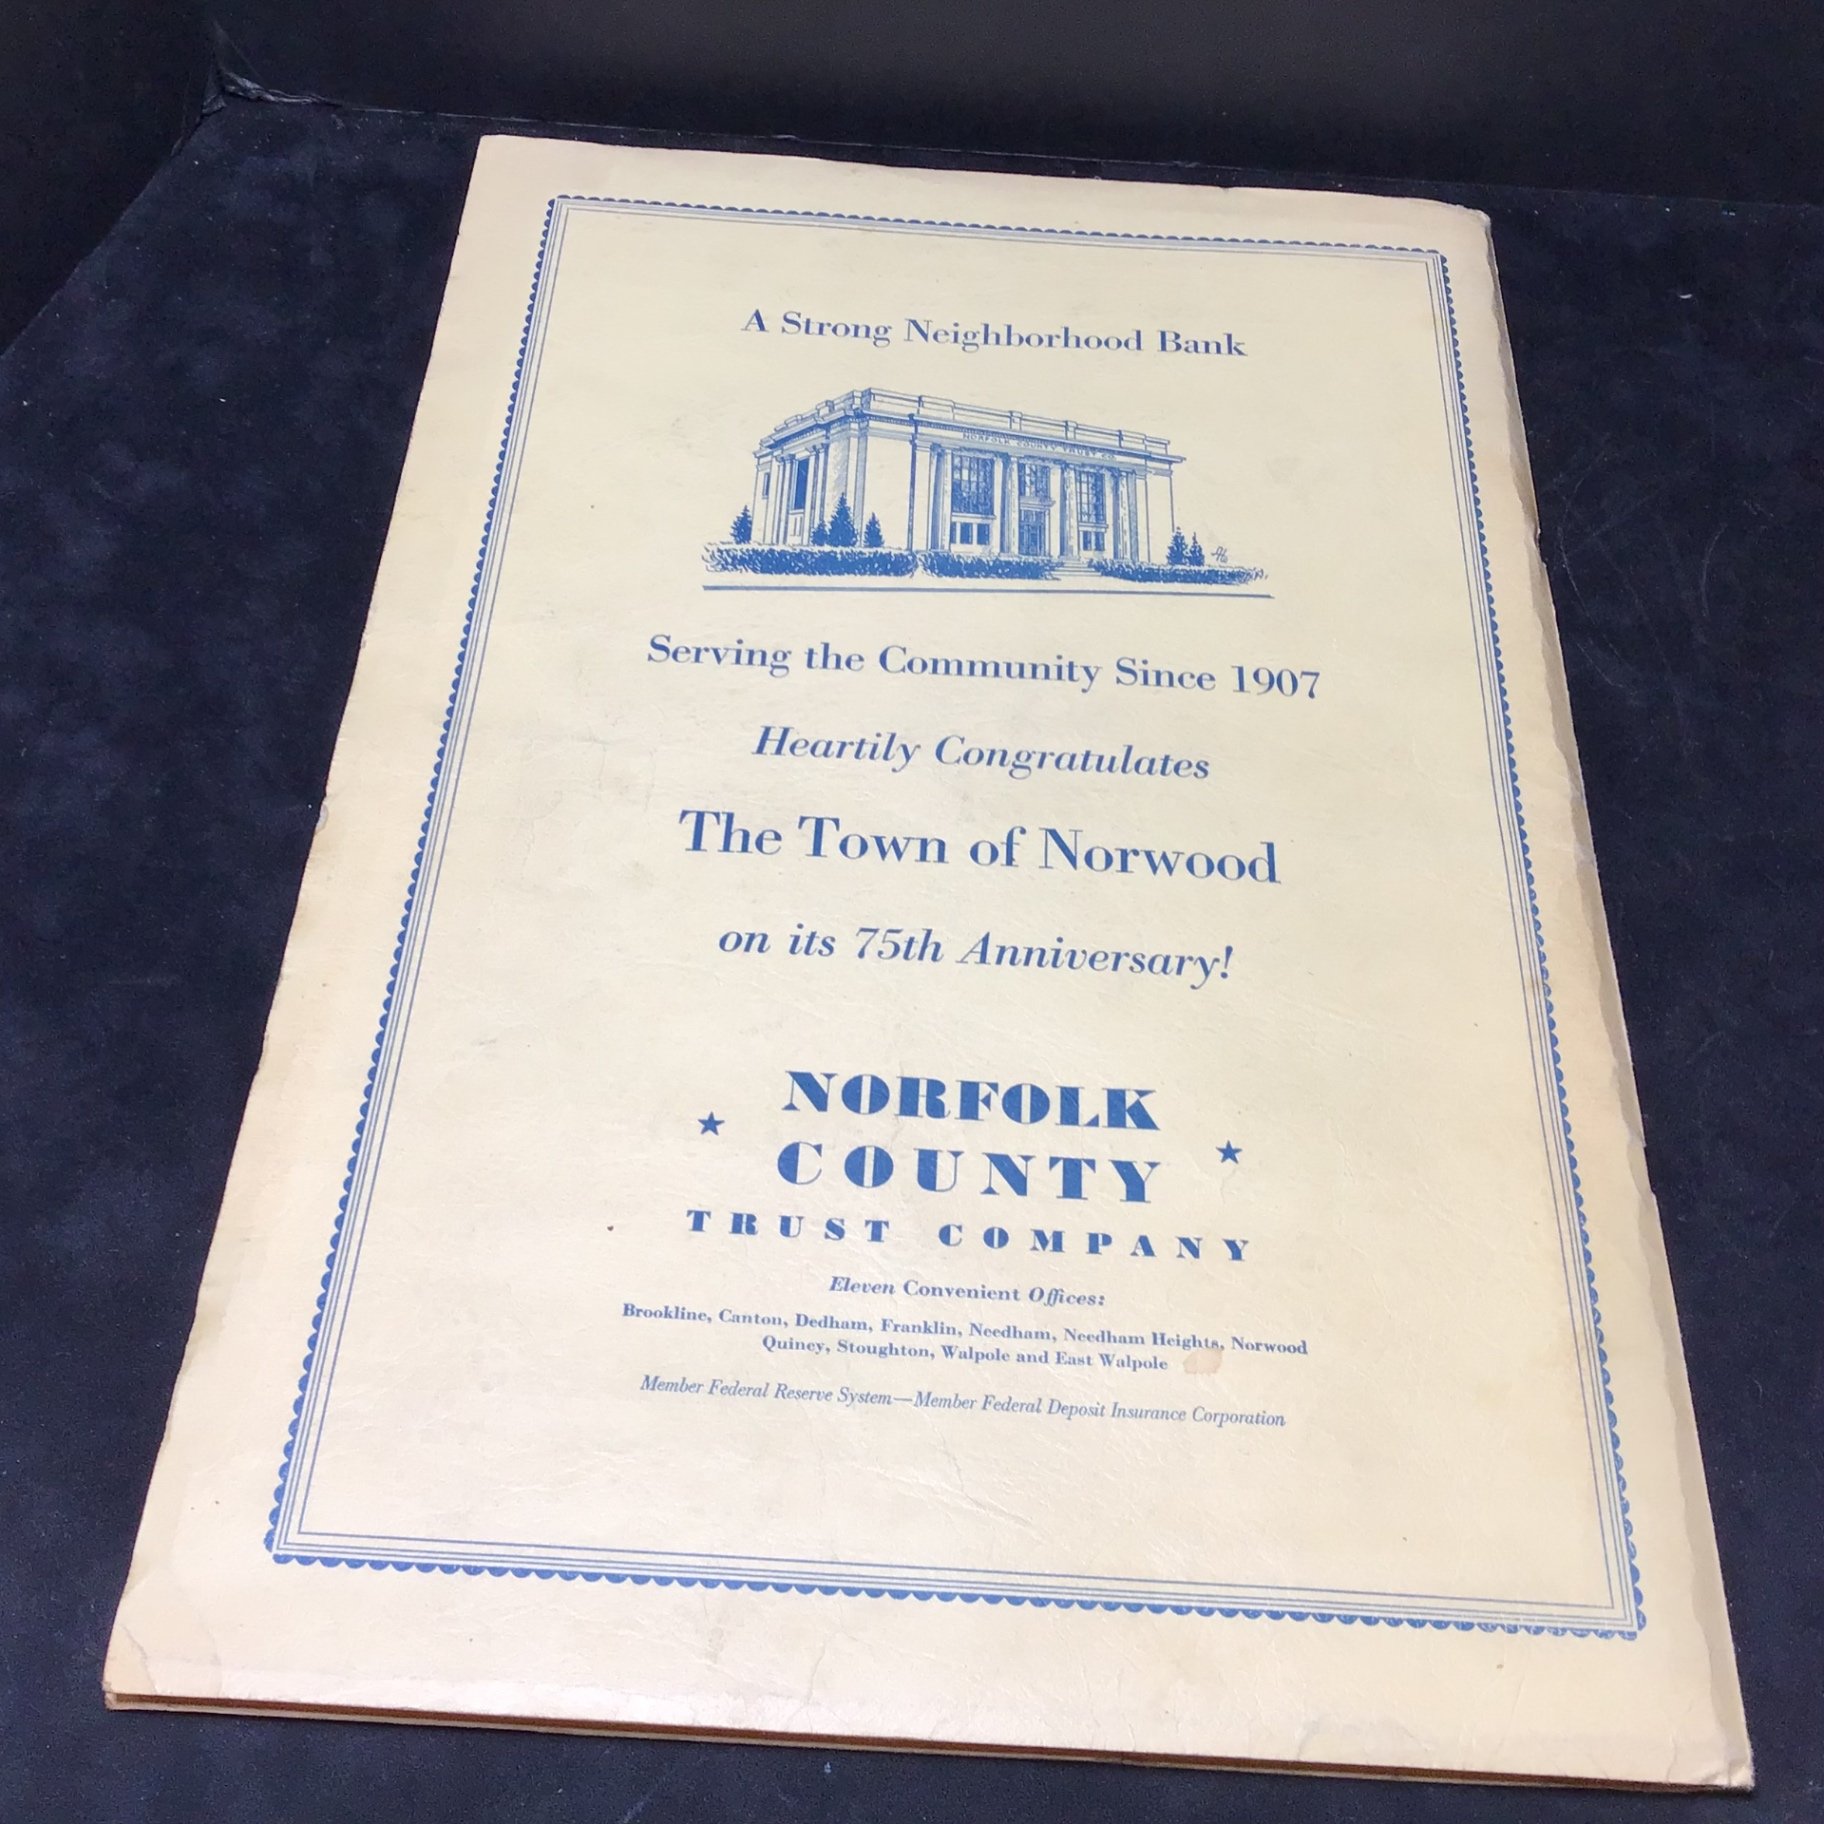 A Strong Neighborhood Bank
NORFOLK COUNTY TRUST CO.
Serving the Community Since 1907
Heartily Congratulates
The Town of Norwood
on its 75th Anniversary!
NORFOLK
COUNTY
TRUST COMPANY
Eleven Convenient Offices:
Brookline, Canton, Dedham, Franklin, Needham, Needham Heights, Norwood
Quincy, Stoughton, Walpole and East Walpole
Member Federal Reserve System—Member Federal Deposit Insurance Corporation